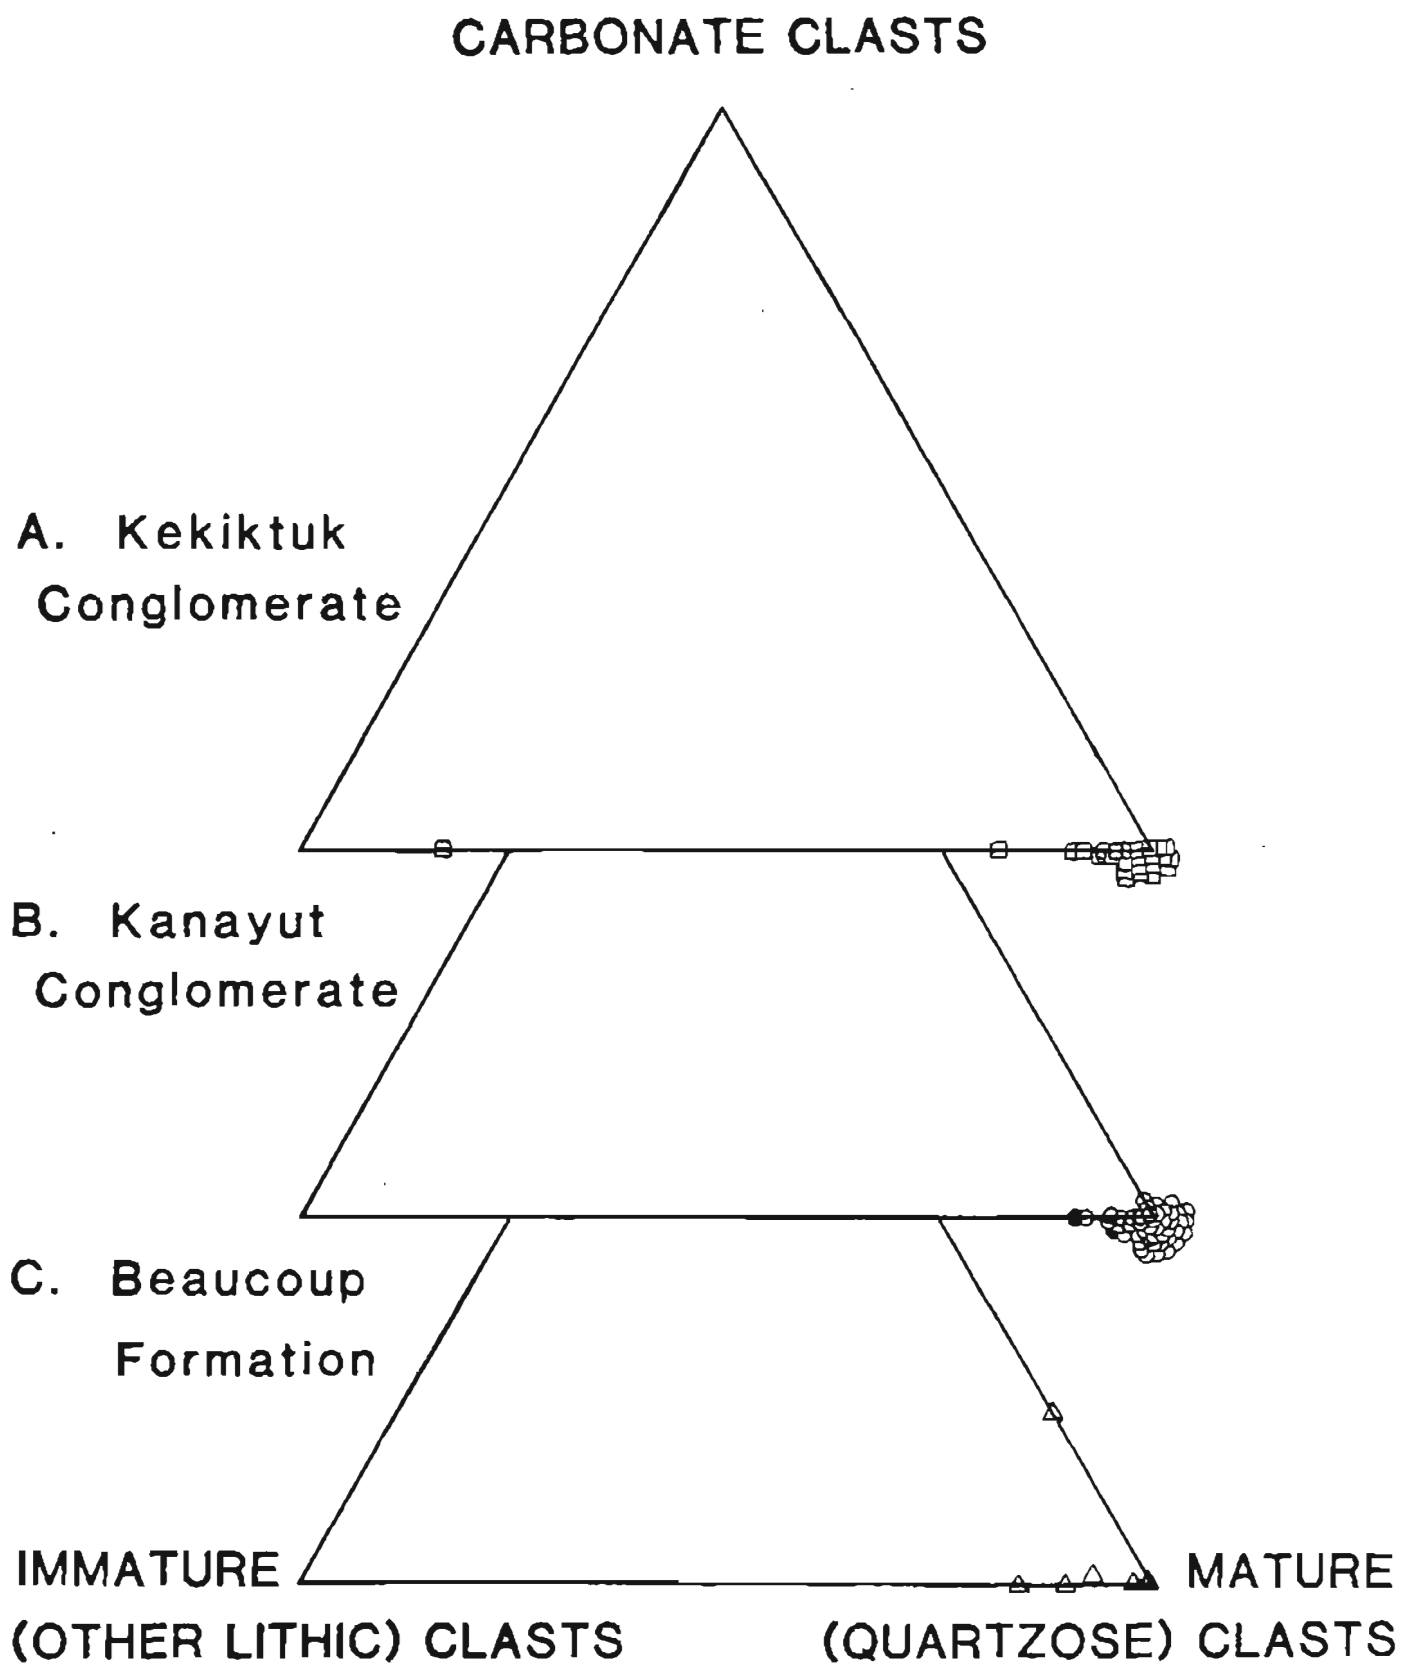 CARBONATE CLASTS
A. Kekiktuk
Conglomerate
B. Kanayut
Conglomerate
C. Beaucoup
Formation
IMMATURE
(OTHER LITHIC) CLASTS
MATURE
(QUARTZOSE) CLASTS